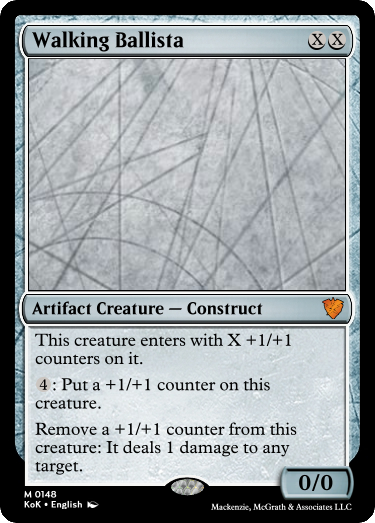 Walking Ballista XX
Artifact Creature — Construct
This creature enters with X +1/+1
counters on it.
4: Put a +1/+1 counter on this
creature.
Remove a +1/+1 counter from this
creature: It deals 1 damage to any
target.
0/0
M 0148
KoK • English
Mackenzie, McGrath & Associates LLC